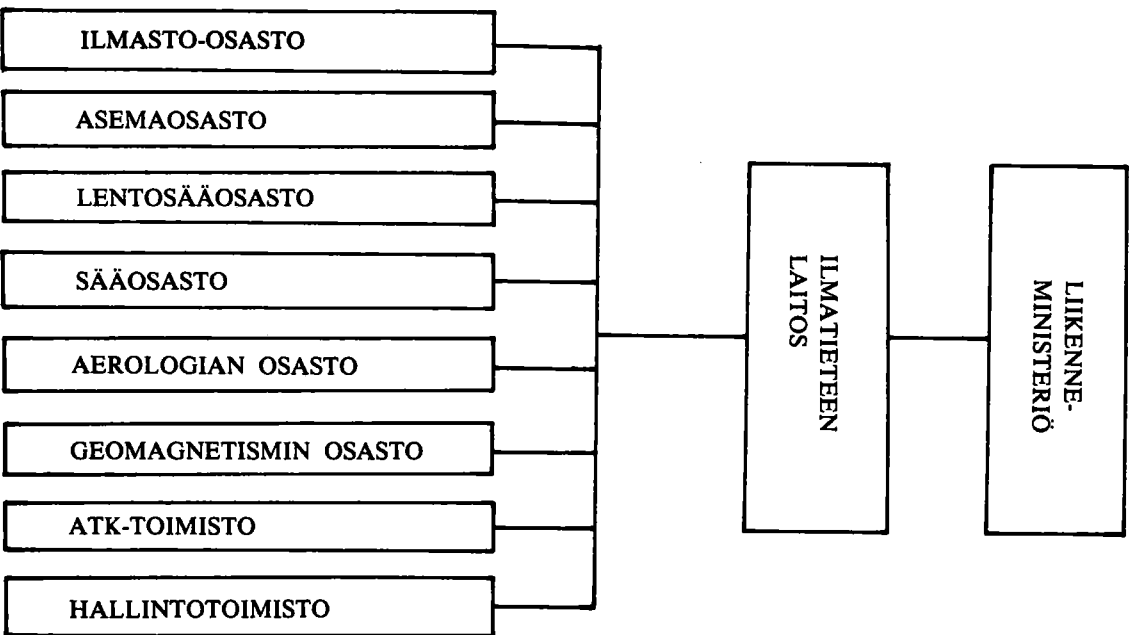 ILMASTO-OSASTO
ASEMAOSASTO
LENTOSÄÄOSASTO
SÄÄOSASTO
AEROLOGIAN OSASTO
GEOMAGNETISMIN OSASTO
ATK-TOIMISTO
HALLINTOTOIMISTO
ILMATIETEEN
LAITOS
LIIKENNE-
MINISTERIÖ